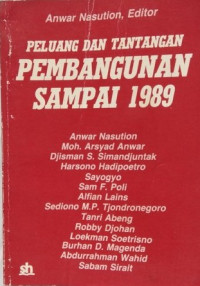 Anwar Nasution, Editor
PELUANG DAN TANTANGAN
PEMBANGUNAN
SAMPAI 1989
Anwar Nasution
Moh. Arsyad Anwar
Djisman S. Simandjuntak
Harsono Hadipoetro
Sayogyo
Sam F. Poli
Alfian Lains
Sediono M.P. Tjondronegoro
Tanri Abeng
Robby Djohan
Loekman Soetrisno
Burhan D. Magenda
Abdurrahman Wahid
Sabam Sirait
sh